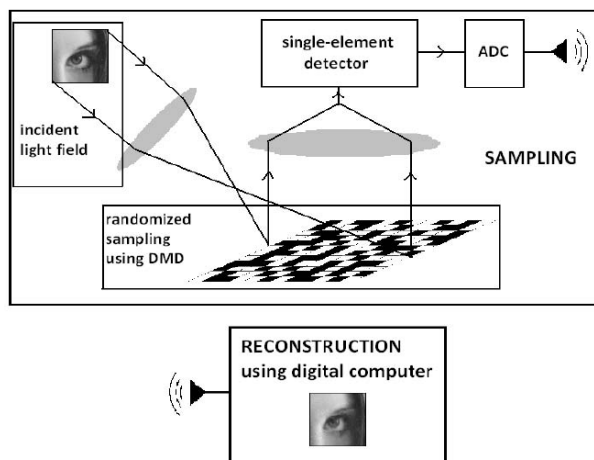 single-element
detector
ADC
incident
light field
SAMPLING
randomized
sampling
using DMD
RECONSTRUCTION
using digital computer